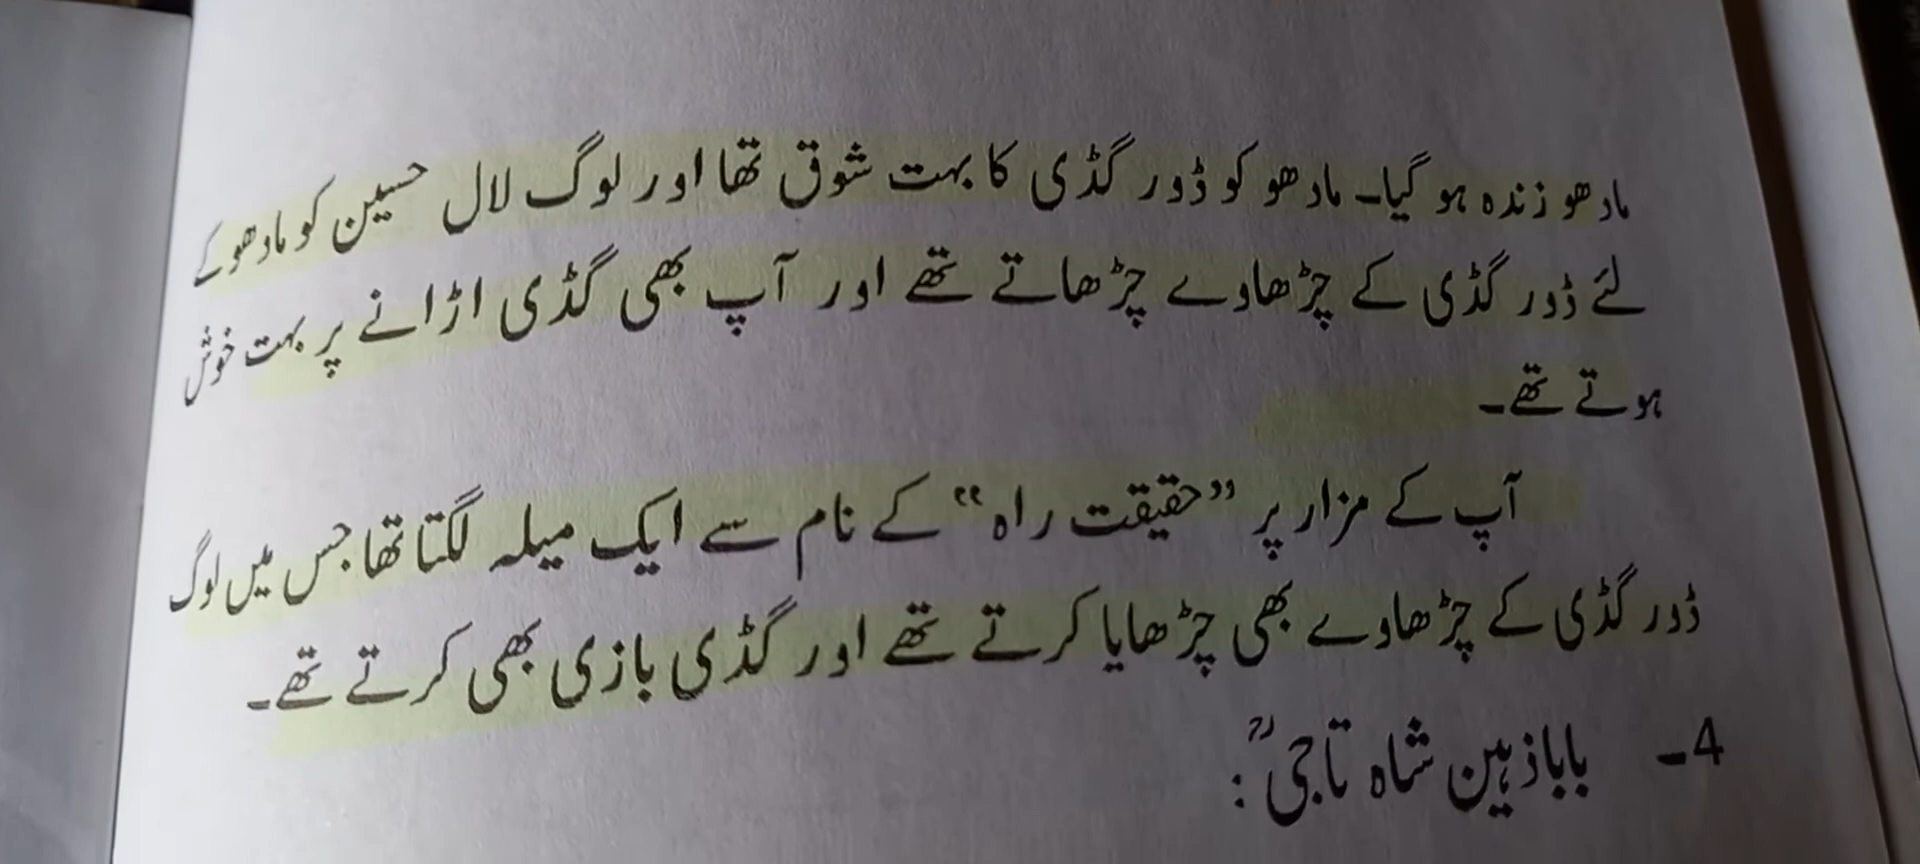 مادھو زندہ ہو گیا۔ مادھو کو ڈور گڈی کا بہت شوق تھا اور لوگ لال حسین کو مادھو کے
لئے ڈور گڈی کے چڑھاوے چڑھاتے تھے اور آپ بھی گڈی اڑانے پر بہت خوش
ہوتے تھے۔
آپ کے مزار پر ”حقیقت راہ“ کے نام سے ایک میلہ لگتا تھا جس میں لوگ
ڈور گڈی کے چڑھاوے بھی چڑھایا کرتے تھے اور گڈی بازی بھی کرتے تھے۔
4۔ بابا ذہین شاہ تاجیؒ: